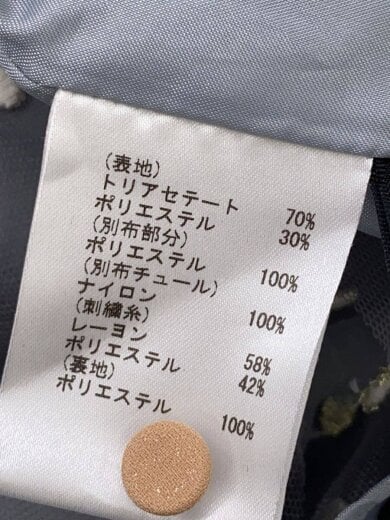 (表地)
トリアセテート 70%
ポリエステル 30%
(別布部分)
ポリエステル 100%
(別布チュール)
ナイロン 100%
(刺繍糸)
レーヨン 58%
ポリエステル 42%
(裏地)
ポリエステル 100%